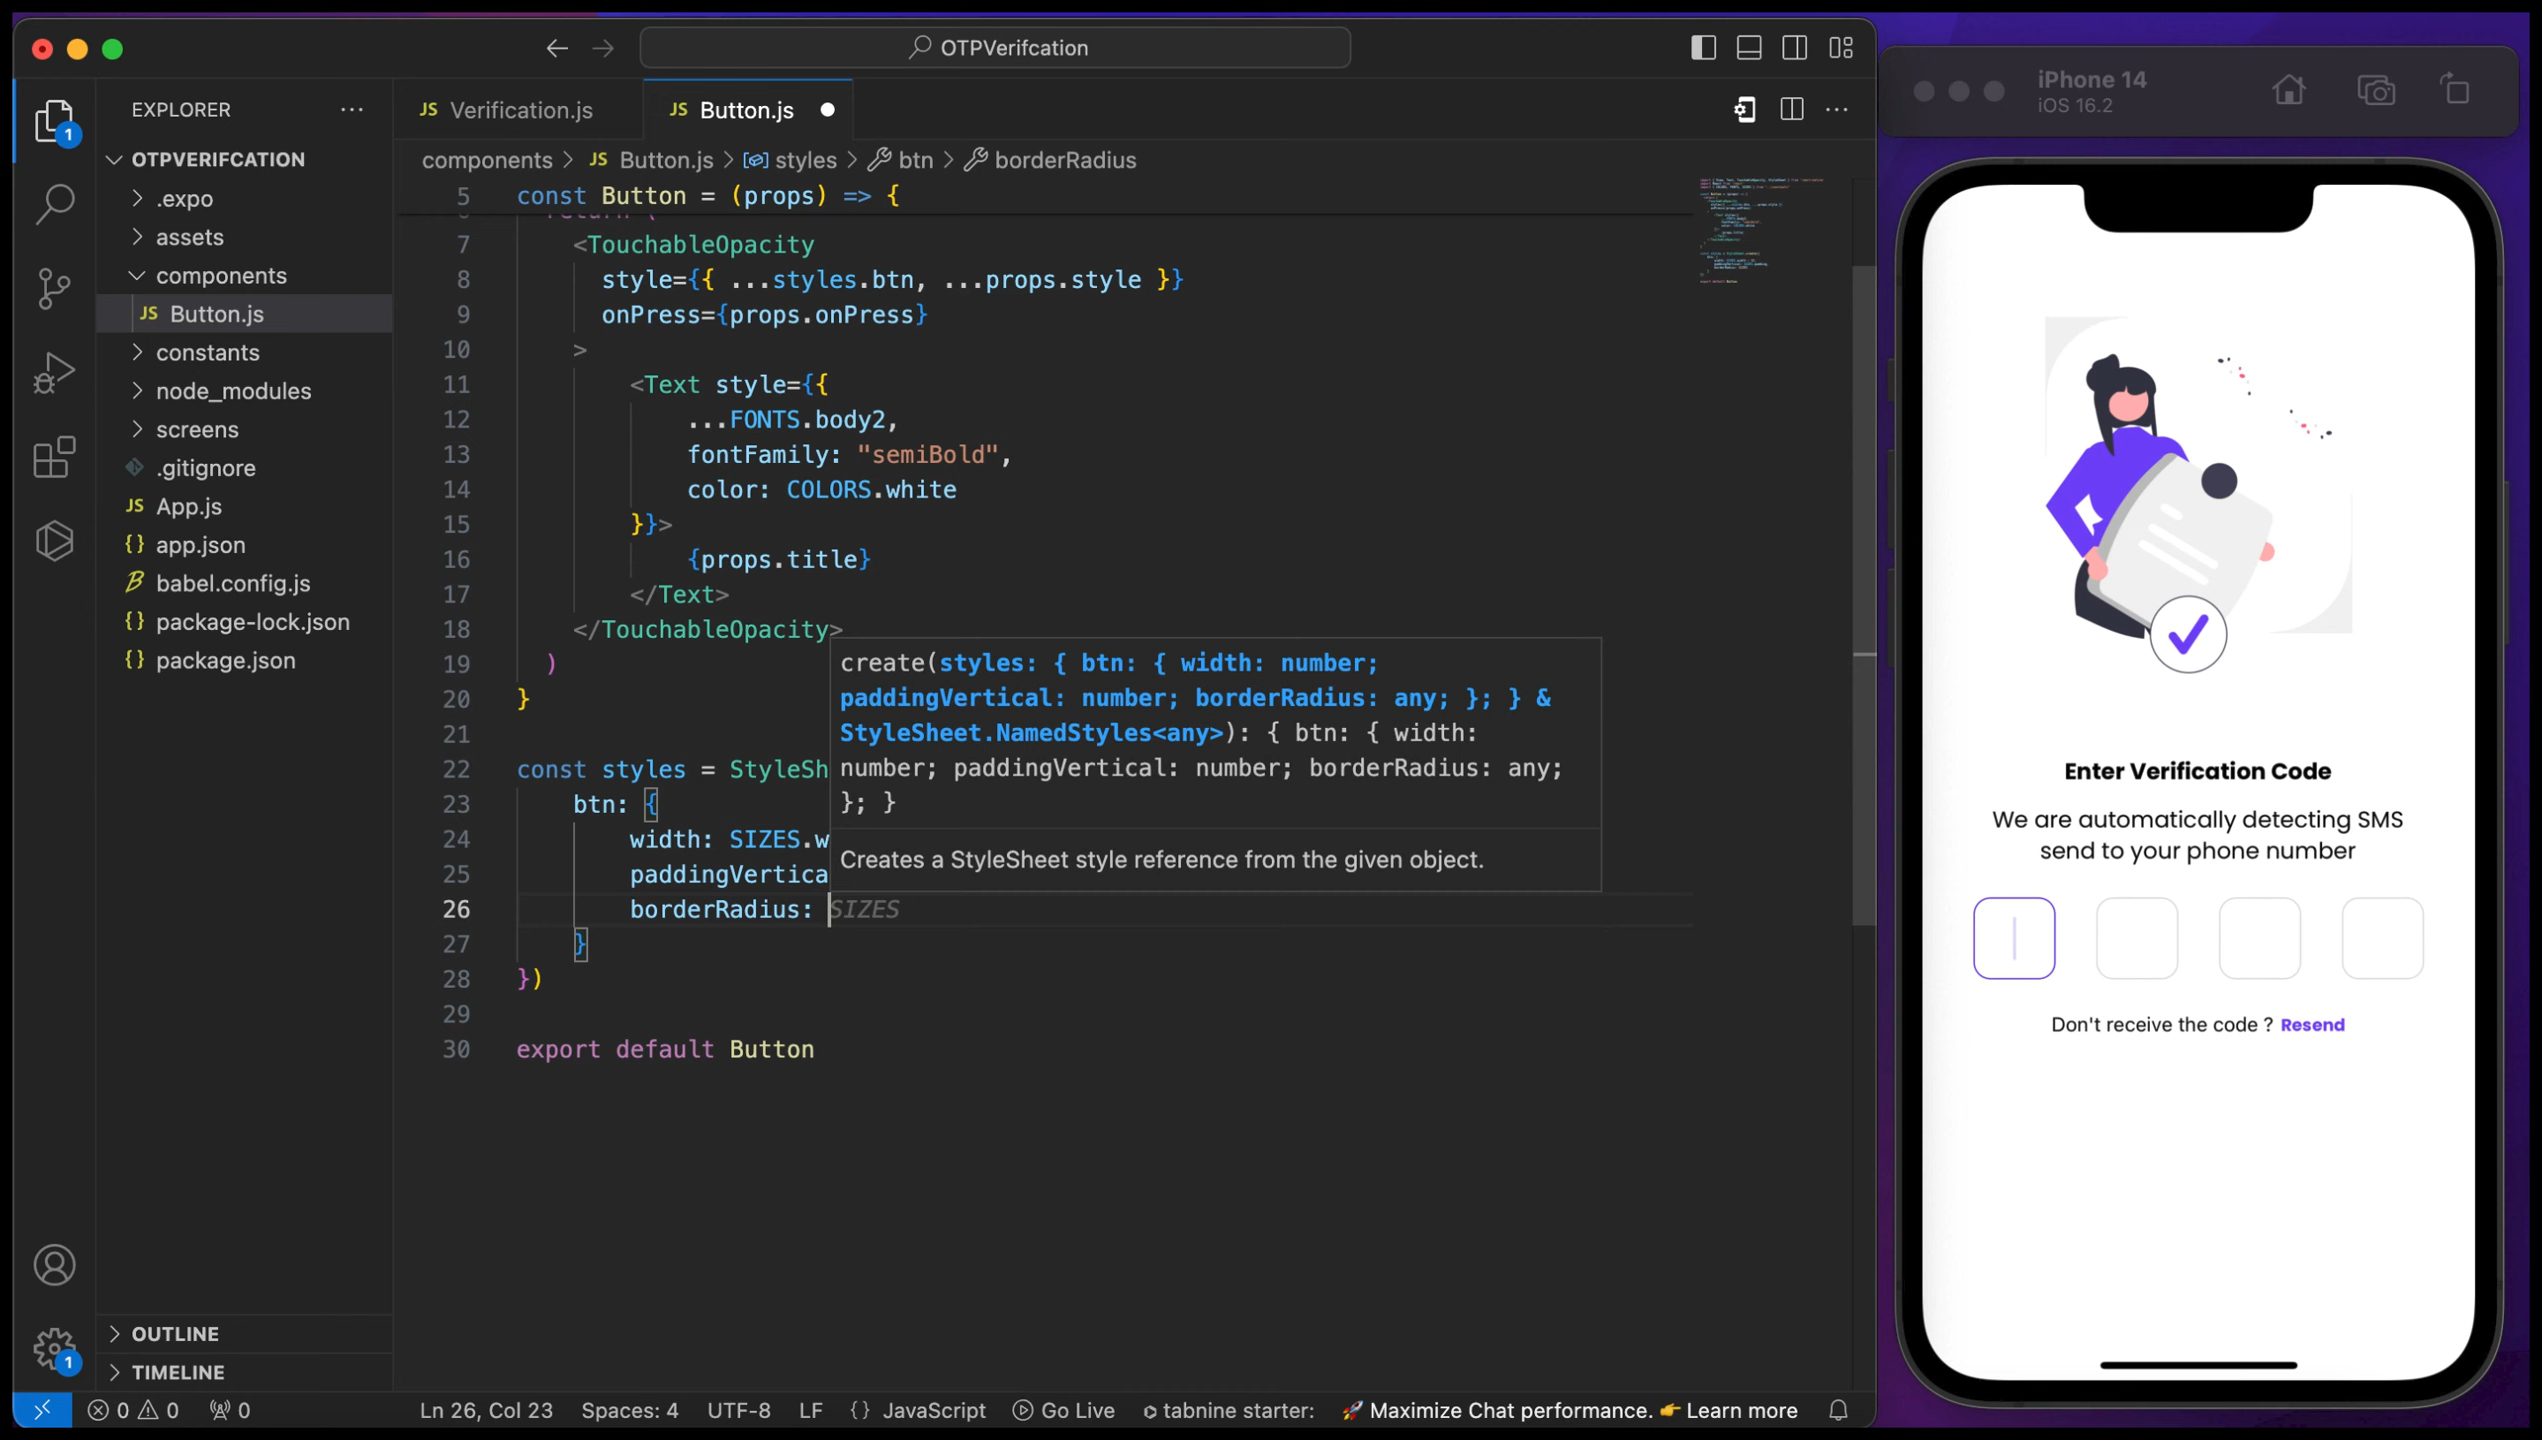 OTPVerifcation
EXPLORER
OTPVERIFCATION
.expo
assets
components
JS Button.js
constants
node_modules
screens
.gitignore
JS App.js
{} app.json
babel.config.js
{} package-lock.json
{} package.json
OUTLINE
TIMELINE
1
1
JS Verification.js
JS Button.js
components > JS Button.js > styles > btn > borderRadius
5 const Button = (props) => {
return (
7 <TouchableOpacity
8 style={{ ...styles.btn, ...props.style }}
9 onPress={props.onPress}
10 >
11 <Text style={{
12 ...FONTS.body2,
13 fontFamily: "semiBold",
14 color: COLORS.white
15 }}>
16 {props.title}
17 </Text>
18 </TouchableOpacity>
19 )
20 }
21
22 const styles = StyleSh
23 btn: {
24 width: SIZES.w
25 paddingVertica
26 borderRadius: SIZES
27 }
28 })
29
30 export default Button
create(styles: { btn: { width: number;
paddingVertical: number; borderRadius: any; }; } &
StyleSheet.NamedStyles<any>): { btn: { width:
number; paddingVertical: number; borderRadius: any;
}; }
Creates a StyleSheet style reference from the given object.
0 0 0 Ln 26, Col 23 Spaces: 4 UTF-8 LF {} JavaScript Go Live tabnine starter: 🚀 Maximize Chat performance. 👉 Learn more
iPhone 14
iOS 16.2
Enter Verification Code
We are automatically detecting SMS
send to your phone number
Don't receive the code ? Resend